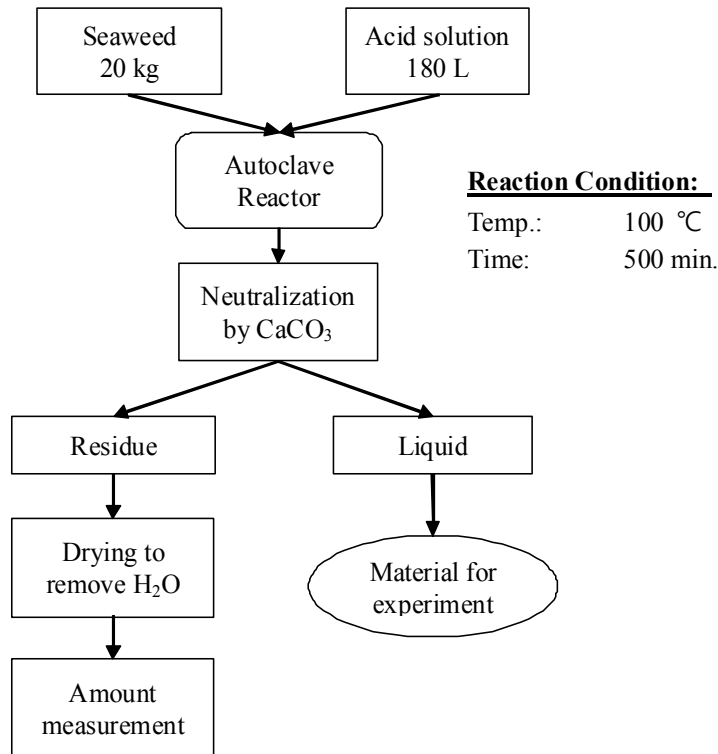 Seaweed
20 kg
Acid solution
180 L
Autoclave
Reactor
Reaction Condition:
Temp.: 100 ℃
Time: 500 min.
Neutralization
by CaCO₃
Residue
Liquid
Drying to
remove H₂O
Material for
experiment
Amount
measurement